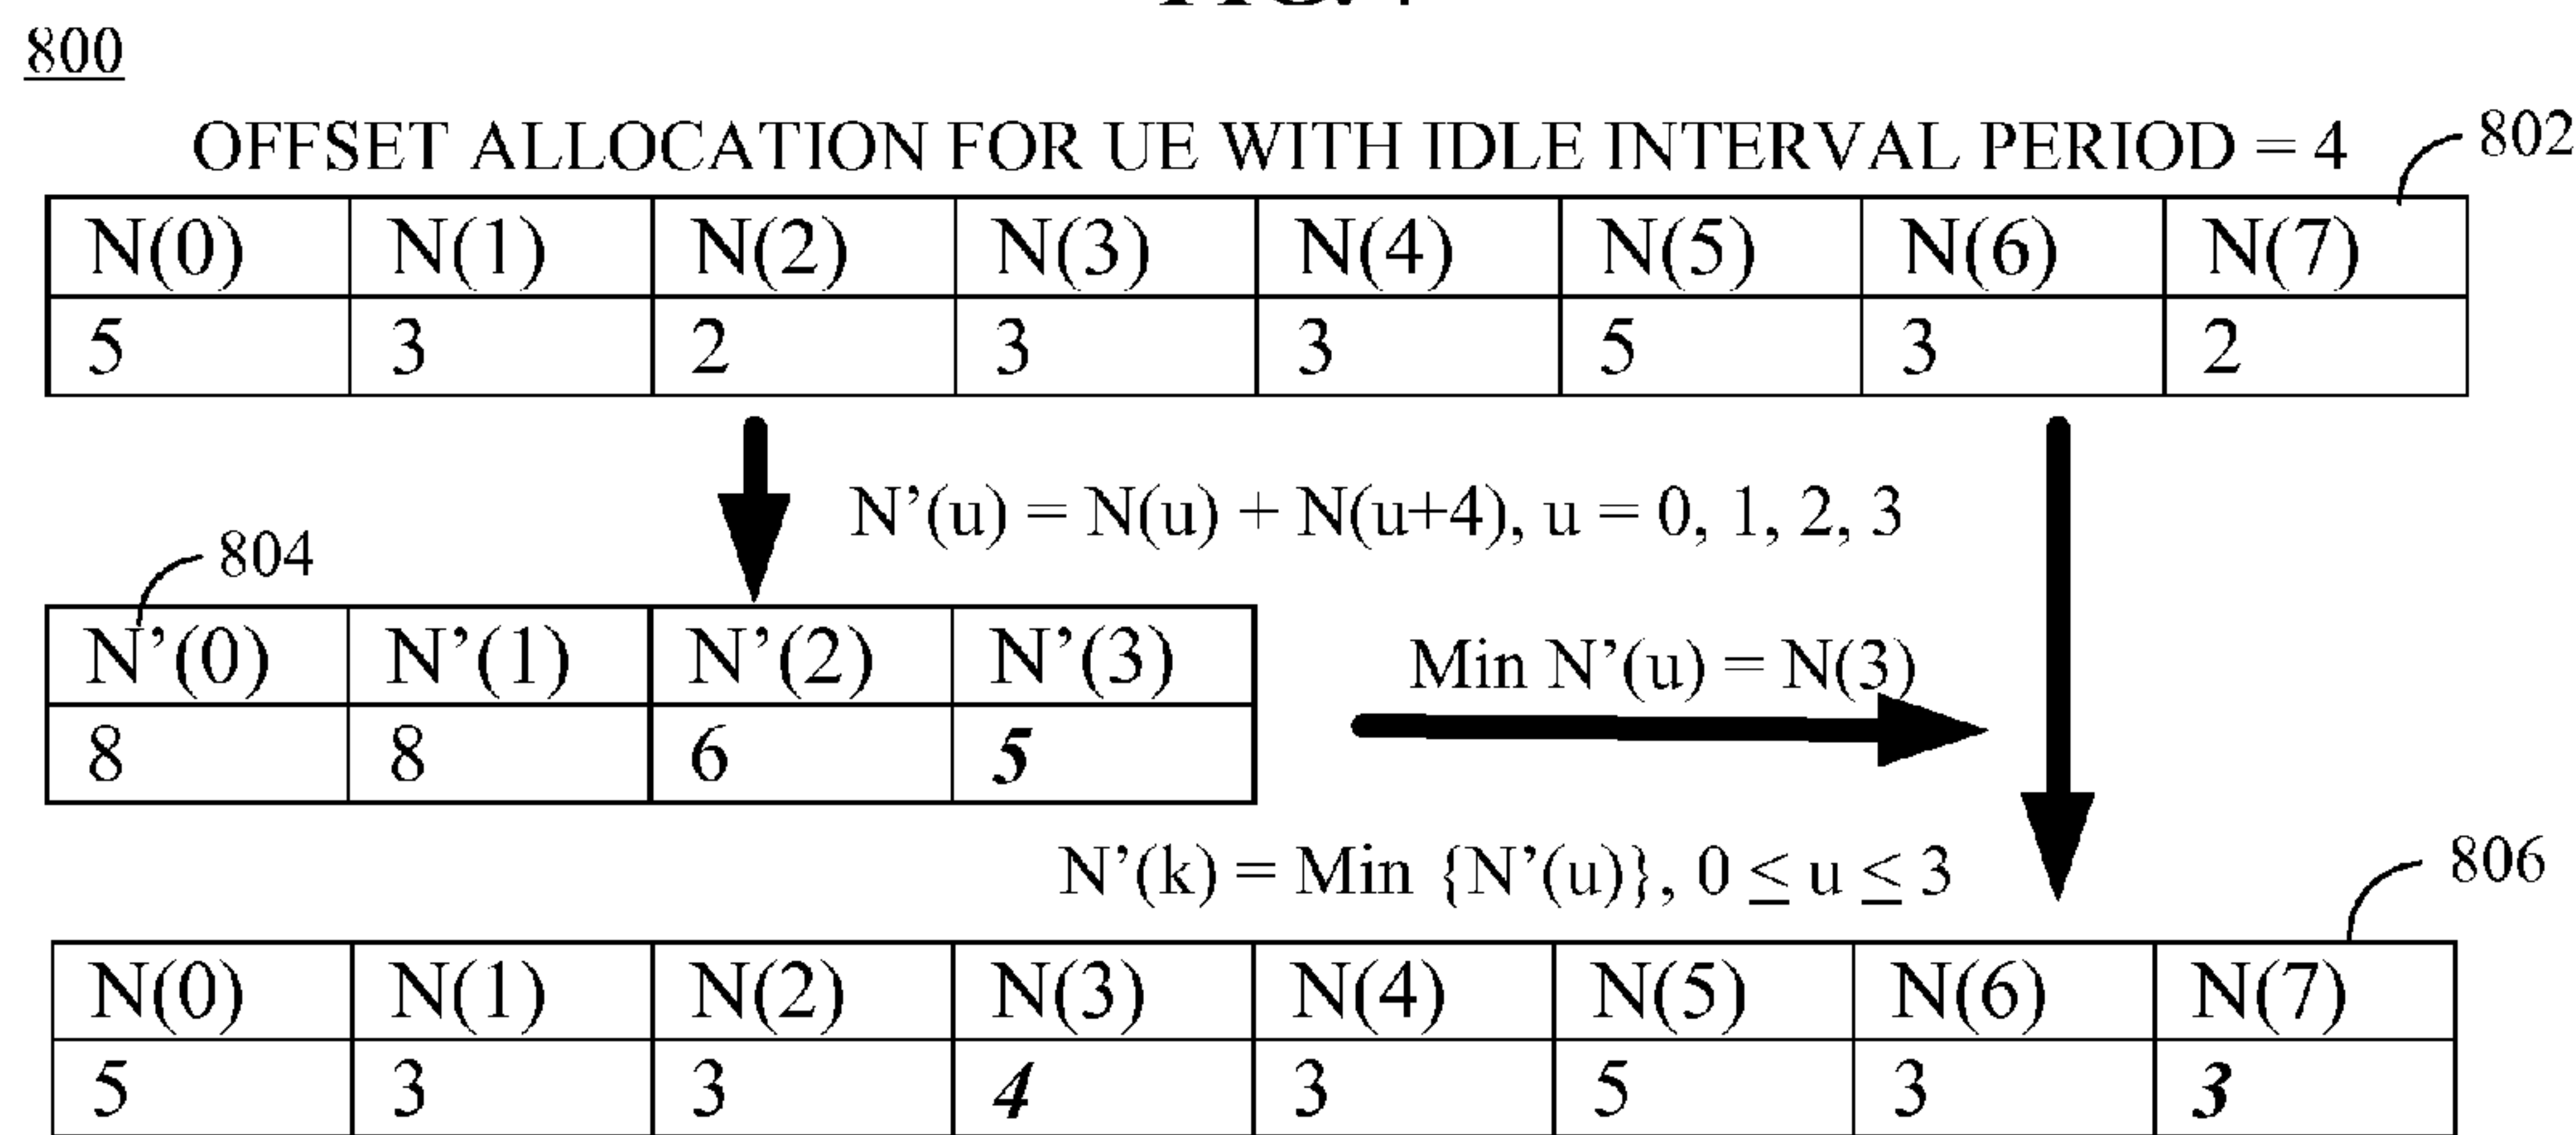 800
OFFSET ALLOCATION FOR UE WITH IDLE INTERVAL PERIOD = 4
802
N(0) N(1) N(2) N(3) N(4) N(5) N(6) N(7)
5 3 2 3 3 5 3 2
N’(u) = N(u) + N(u+4), u = 0, 1, 2, 3
804
N’(0) N’(1) N’(2) N’(3)
8 8 6 5
Min N’(u) = N(3)
N’(k) = Min {N’(u)}, 0 ≤ u ≤ 3
806
N(0) N(1) N(2) N(3) N(4) N(5) N(6) N(7)
5 3 3 4 3 5 3 3